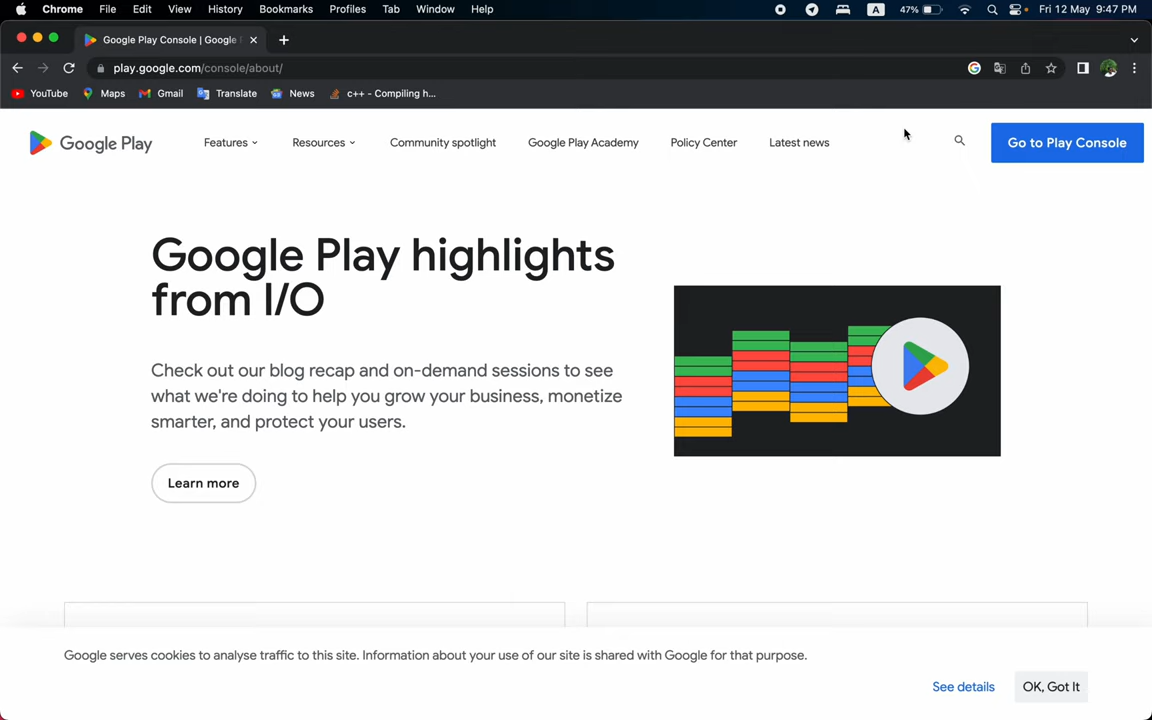 Chrome File Edit View History Bookmarks Profiles Tab Window Help A 47% Fri 12 May 9:47 PM
Google Play Console | Google
play.google.com/console/about/
YouTube Maps Gmail Translate News c++ - Compiling h...
Google Play Features Resources Community spotlight Google Play Academy Policy Center Latest news Go to Play Console
Google Play highlights
from I/O
Check out our blog recap and on-demand sessions to see
what we're doing to help you grow your business, monetize
smarter, and protect your users.
Learn more
Google serves cookies to analyse traffic to this site. Information about your use of our site is shared with Google for that purpose.
See details OK, Got It